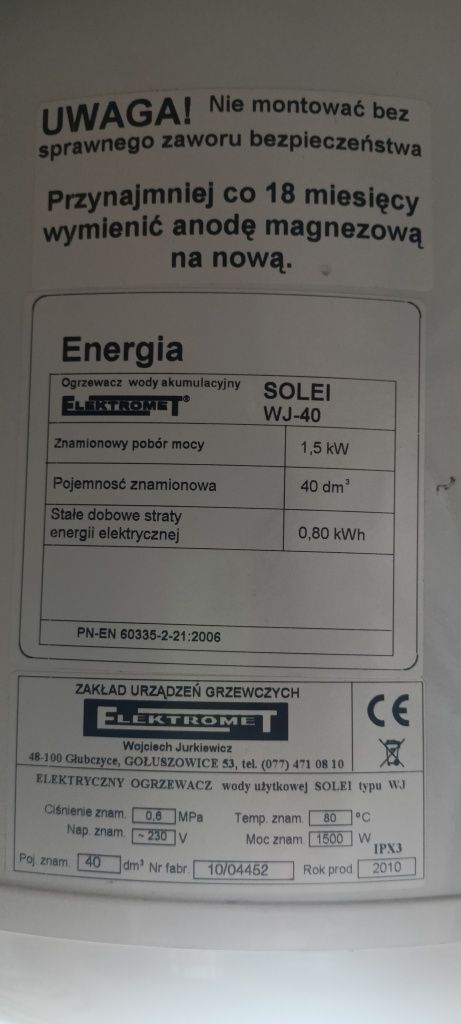 UWAGA! Nie montować bez
sprawnego zaworu bezpieczeństwa
Przynajmniej co 18 miesięcy
wymienić anodę magnezową
na nową.
Energia
Ogrzewacz wody akumulacyjny
ELEKTROMET®
SOLEI
WJ-40
Znamionowy pobór mocy 1,5 kW
Pojemność znamionowa 40 dm³
Stałe dobowe straty
energii elektrycznej 0,80 kWh
PN-EN 60335-2-21:2006
ZAKŁAD URZĄDZEŃ GRZEWCZYCH
ELEKTROMET
CE
Wojciech Jurkiewicz
48-100 Głubczyce, GOŁUSZOWICE 53, tel. (077) 471 08 10
ELEKTRYCZNY OGRZEWACZ wody użytkowej SOLEI typu WJ
Ciśnienie znam. 0,6 MPa Temp. znam. 80 °C
Nap. znam. ~ 230 V Moc znam. 1500 W
IPX3
Poj. znam. 40 dm³ Nr fabr. 10/04452 Rok prod. 2010